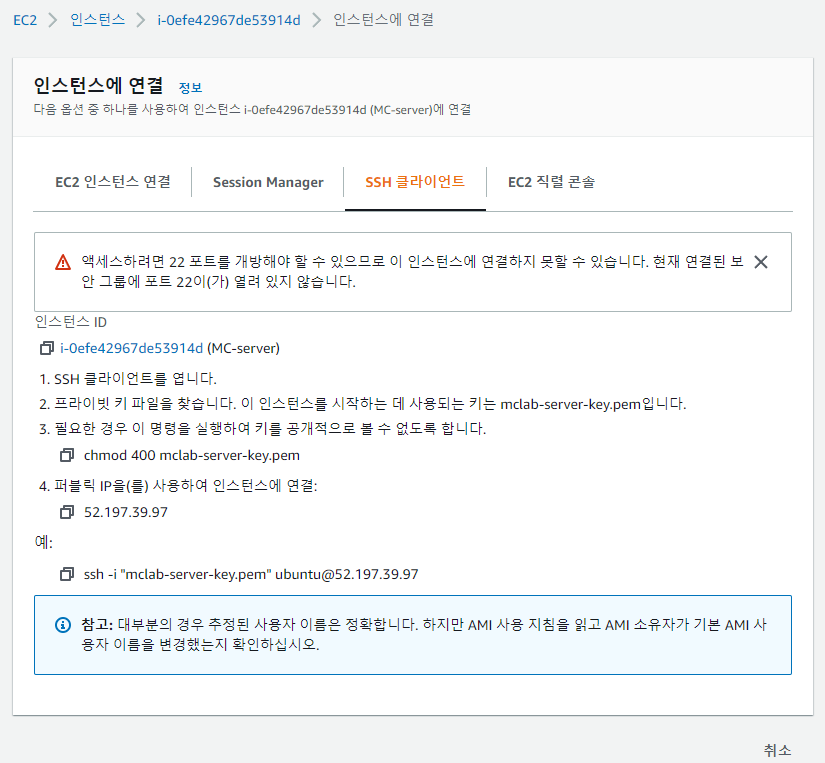 EC2 > 인스턴스 > i-0efe42967de53914d > 인스턴스에 연결
인스턴스에 연결 정보
다음 옵션 중 하나를 사용하여 인스턴스 i-0efe42967de53914d (MC-server)에 연결
EC2 인스턴스 연결 Session Manager SSH 클라이언트 EC2 직렬 콘솔
액세스하려면 22 포트를 개방해야 할 수 있으므로 이 인스턴스에 연결하지 못할 수 있습니다. 현재 연결된 보
안 그룹에 포트 22이(가) 열려 있지 않습니다.
인스턴스 ID
i-0efe42967de53914d (MC-server)
1. SSH 클라이언트를 엽니다.
2. 프라이빗 키 파일을 찾습니다. 이 인스턴스를 시작하는 데 사용되는 키는 mclab-server-key.pem입니다.
3. 필요한 경우 이 명령을 실행하여 키를 공개적으로 볼 수 없도록 합니다.
chmod 400 mclab-server-key.pem
4. 퍼블릭 IP을(를) 사용하여 인스턴스에 연결:
52.197.39.97
예:
ssh -i "mclab-server-key.pem" ubuntu@52.197.39.97
참고: 대부분의 경우 추정된 사용자 이름은 정확합니다. 하지만 AMI 사용 지침을 읽고 AMI 소유자가 기본 AMI 사
용자 이름을 변경했는지 확인하십시오.
취소